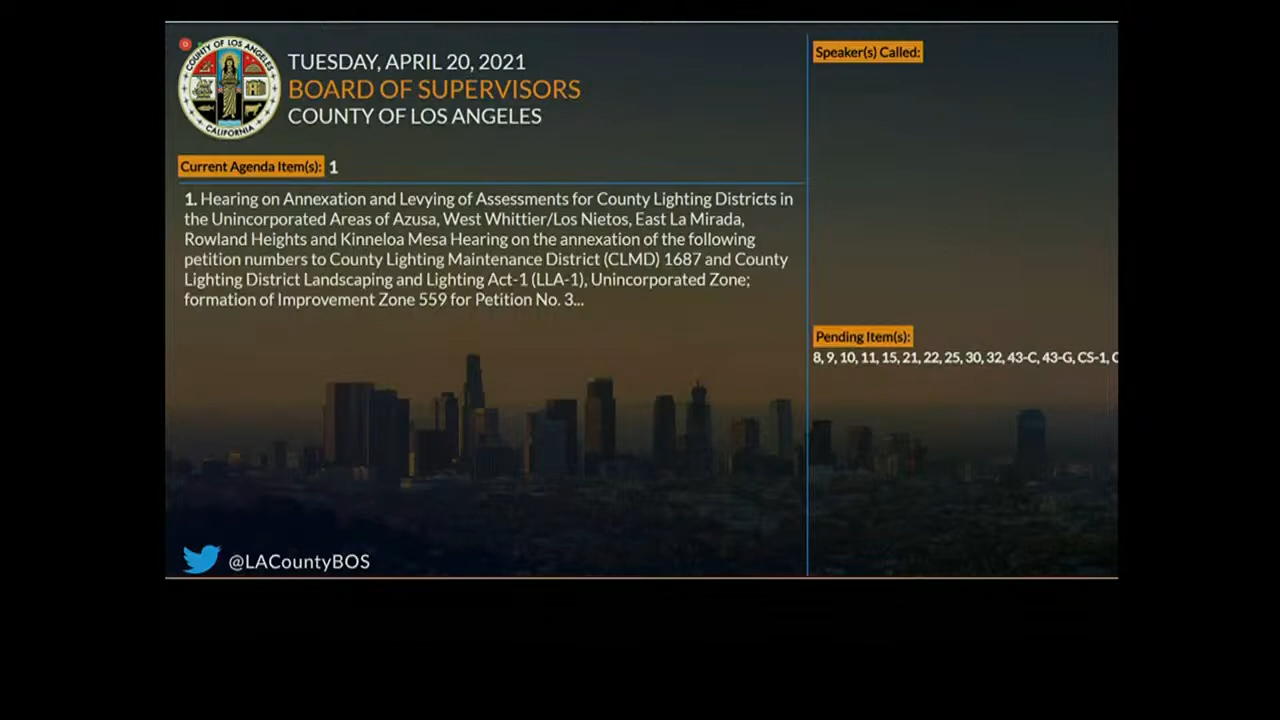 COUNTY OF LOS ANGELES
CALIFORNIA
TUESDAY, APRIL 20, 2021
BOARD OF SUPERVISORS
COUNTY OF LOS ANGELES
Current Agenda Item(s): 1
1. Hearing on Annexation and Levying of Assessments for County Lighting Districts in
the Unincorporated Areas of Azusa, West Whittier/Los Nietos, East La Mirada,
Rowland Heights and Kinneloa Mesa Hearing on the annexation of the following
petition numbers to County Lighting Maintenance District (CLMD) 1687 and County
Lighting District Landscaping and Lighting Act-1 (LLA-1), Unincorporated Zone;
formation of Improvement Zone 559 for Petition No. 3...
@LACountyBOS
Speaker(s) Called:
Pending Item(s):
8, 9, 10, 11, 15, 21, 22, 25, 30, 32, 43-C, 43-G, CS-1,